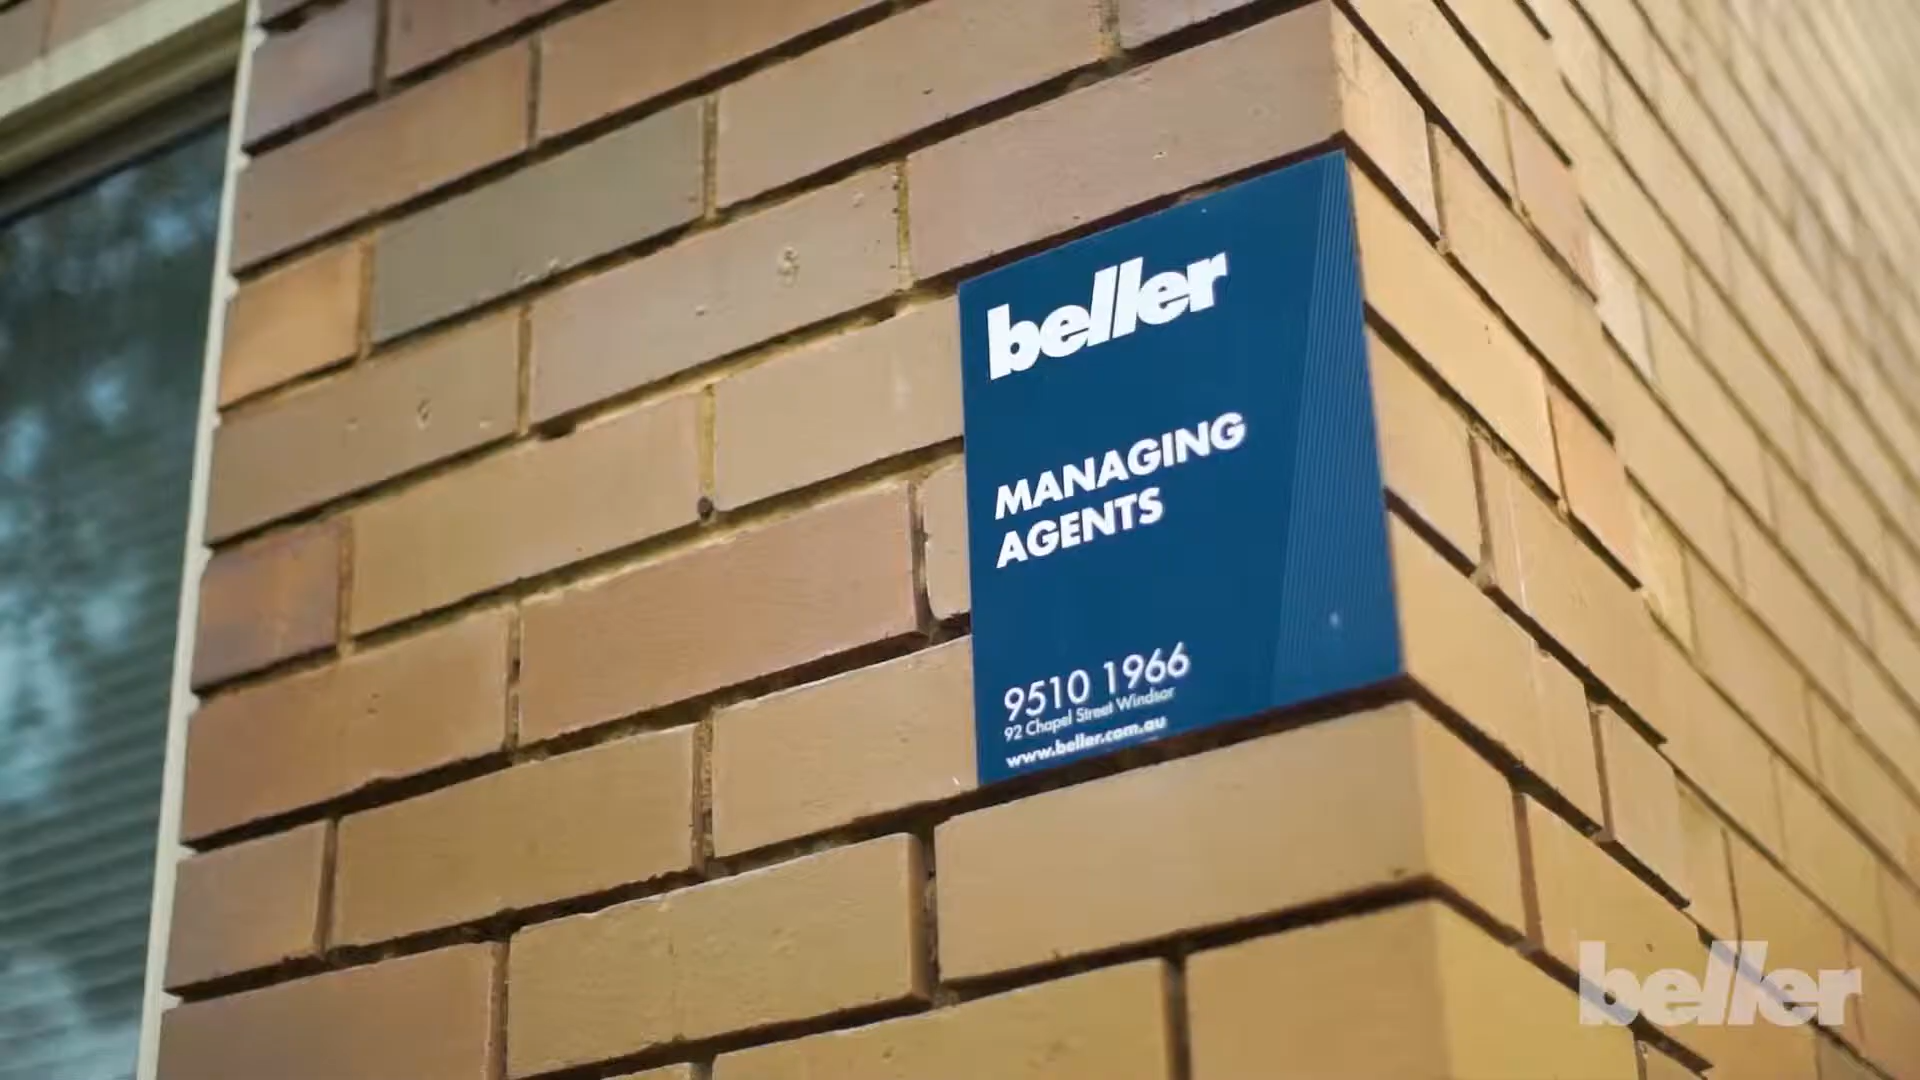 beller
MANAGING
AGENTS
9510 1966
92 Chapel Street Windsor
www.beller.com.au
beller